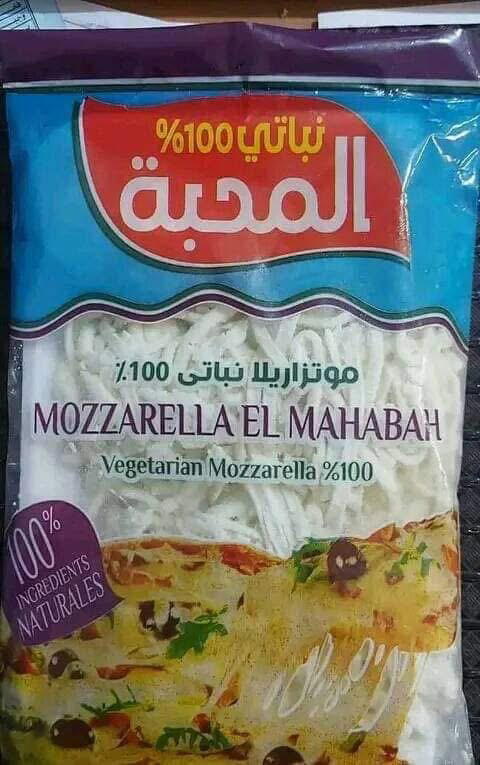 نباتي 100%
المحبة
موتزاريلا نباتى 100٪
MOZZARELLA EL MAHABAH
Vegetarian Mozzarella %100
100%
INGREDIENTS
NATURALES